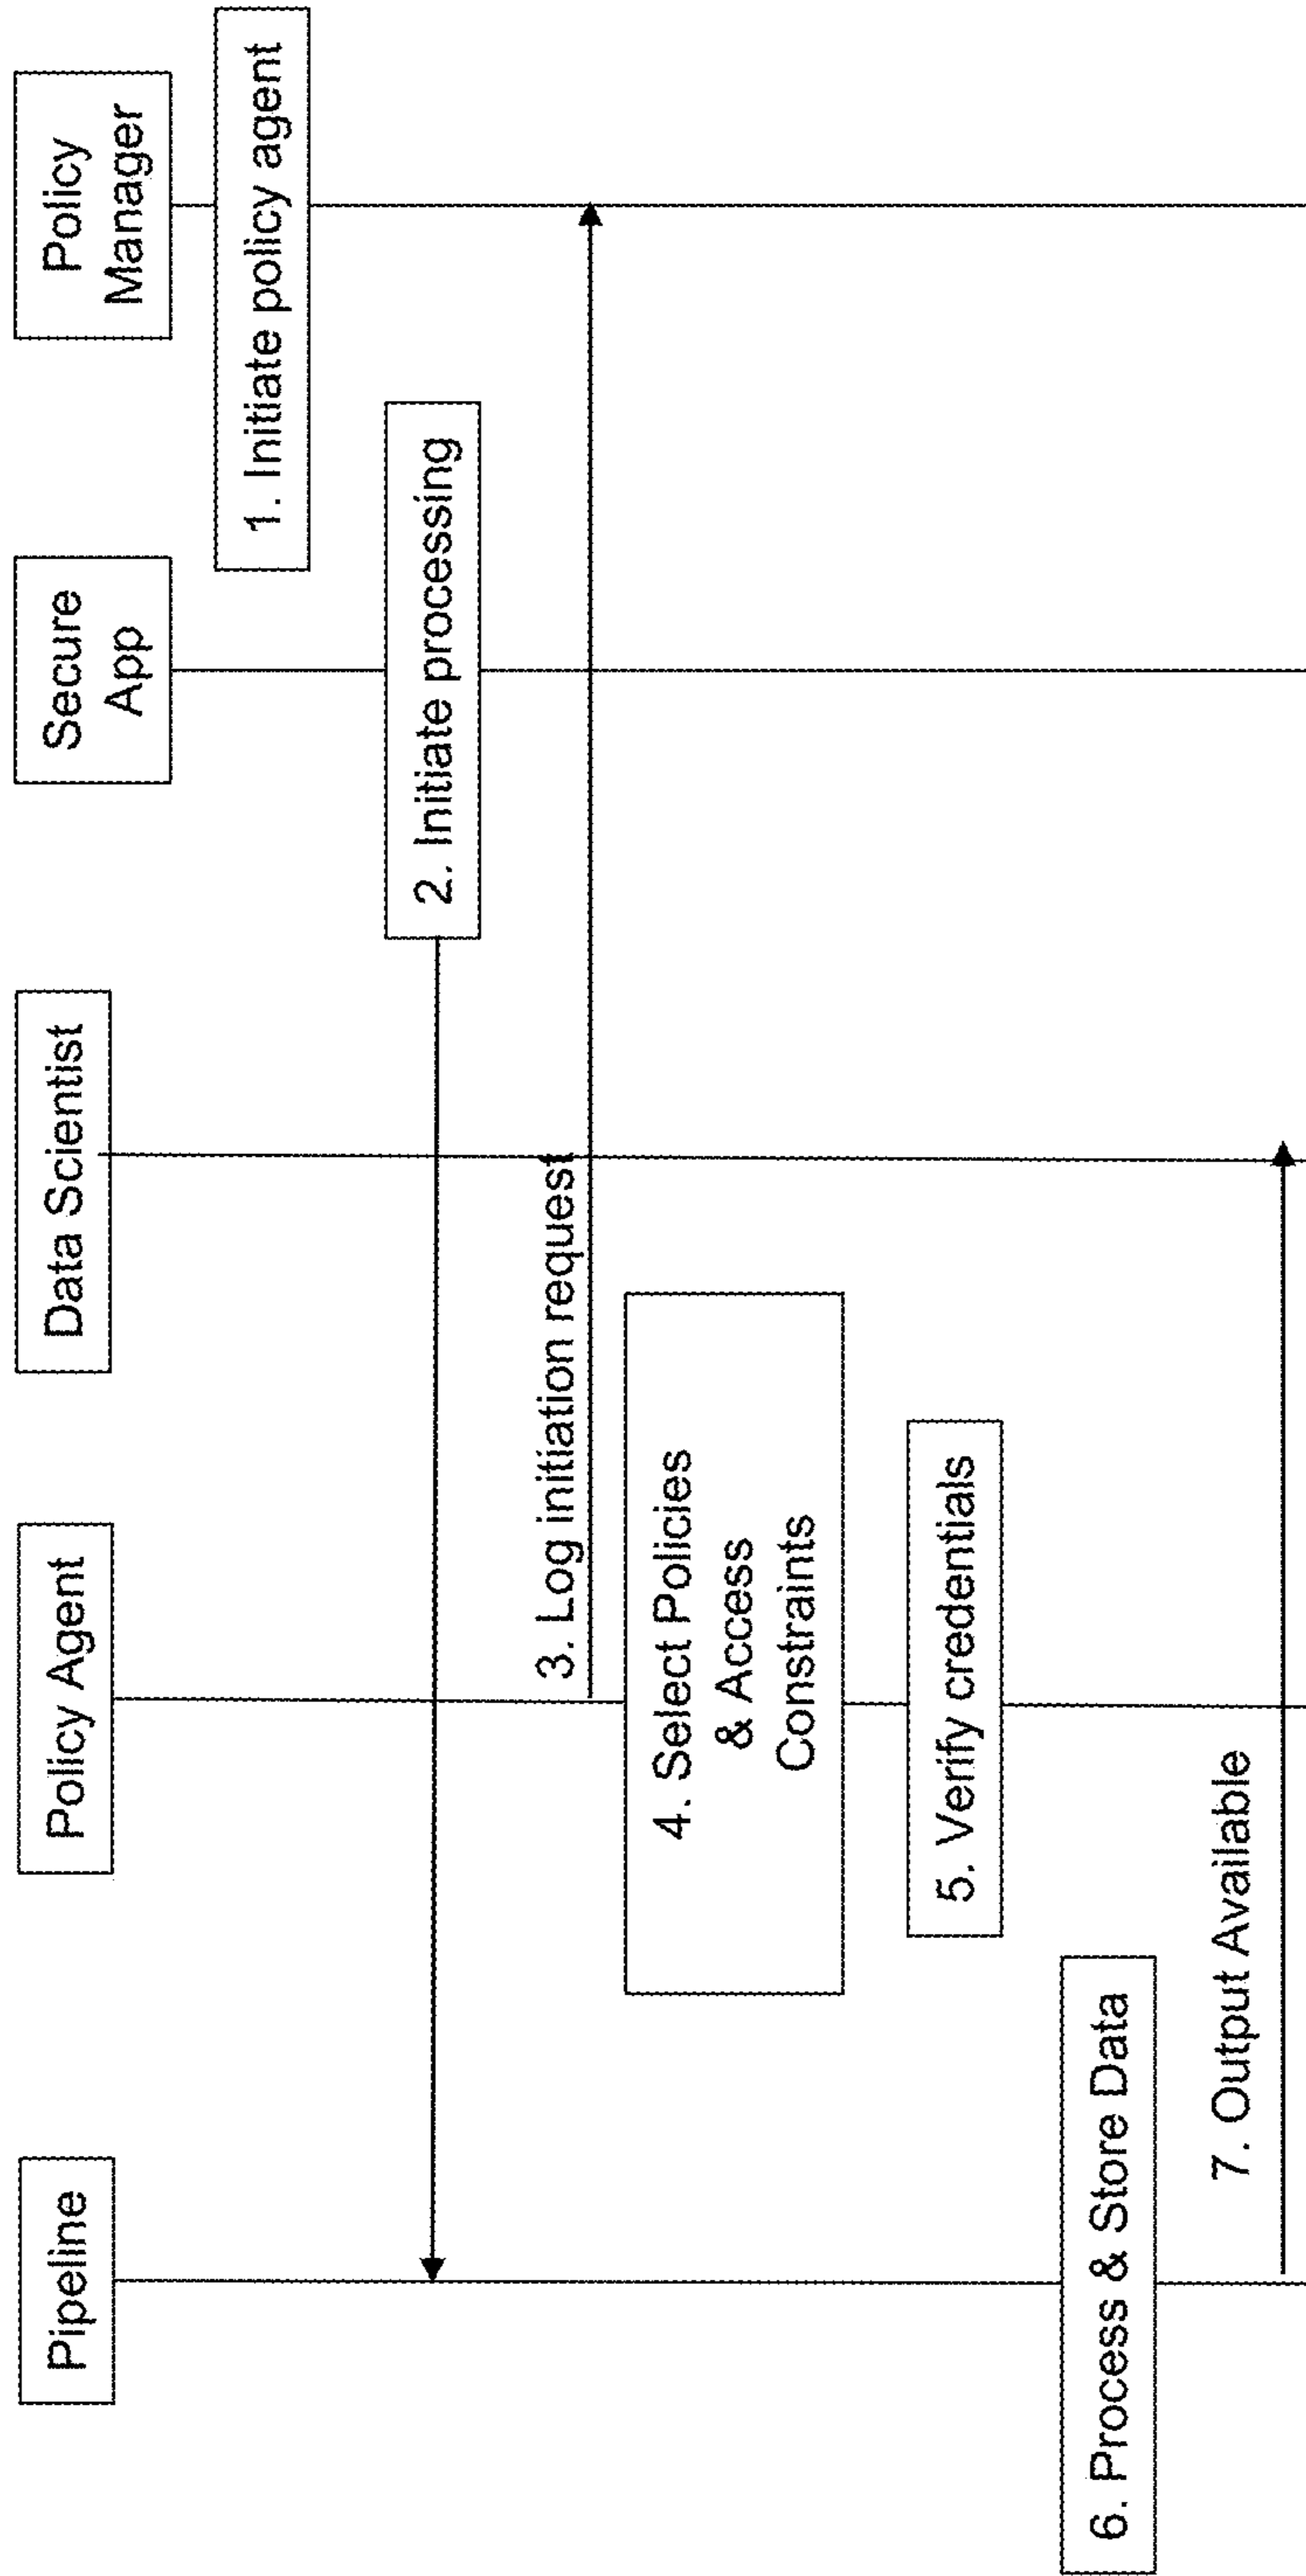 Pipeline
Policy Agent
Data Scientist
Secure
App
Policy
Manager
1. Initiate policy agent
2. Initiate processing
3. Log initiation request
4. Select Policies
& Access
Constraints
5. Verify credentials
6. Process & Store Data
7. Output Available